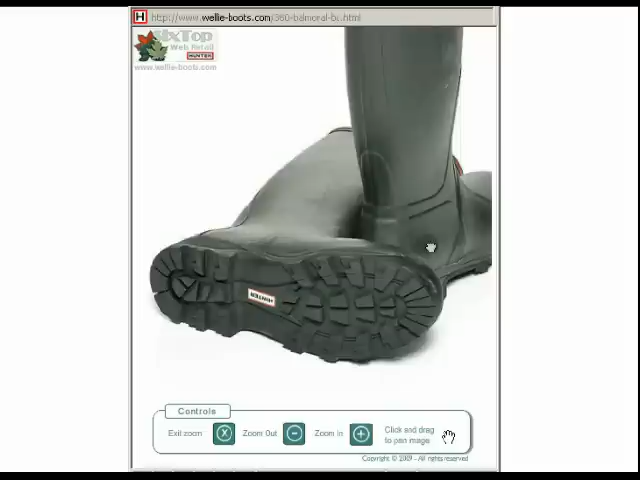 http://www.wellie-boots.com/360-balmoral-bl.html
SixTop
Web Retail
HUNTER
www.wellie-boots.com
HUNTER
Controls
Exit zoom
Zoom Out
Zoom In
Click and drag
to pan image
Copyright © 2009 - All rights reserved